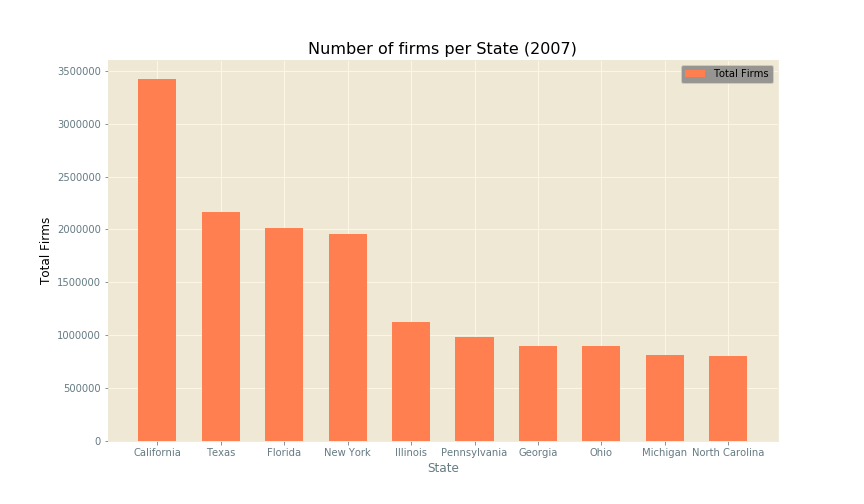 Number of firms per State (2007)
Total Firms
3500000
3000000
2500000
2000000
1500000
1000000
500000
0
Total Firms
California Texas Florida New York Illinois Pennsylvania Georgia Ohio Michigan North Carolina
State